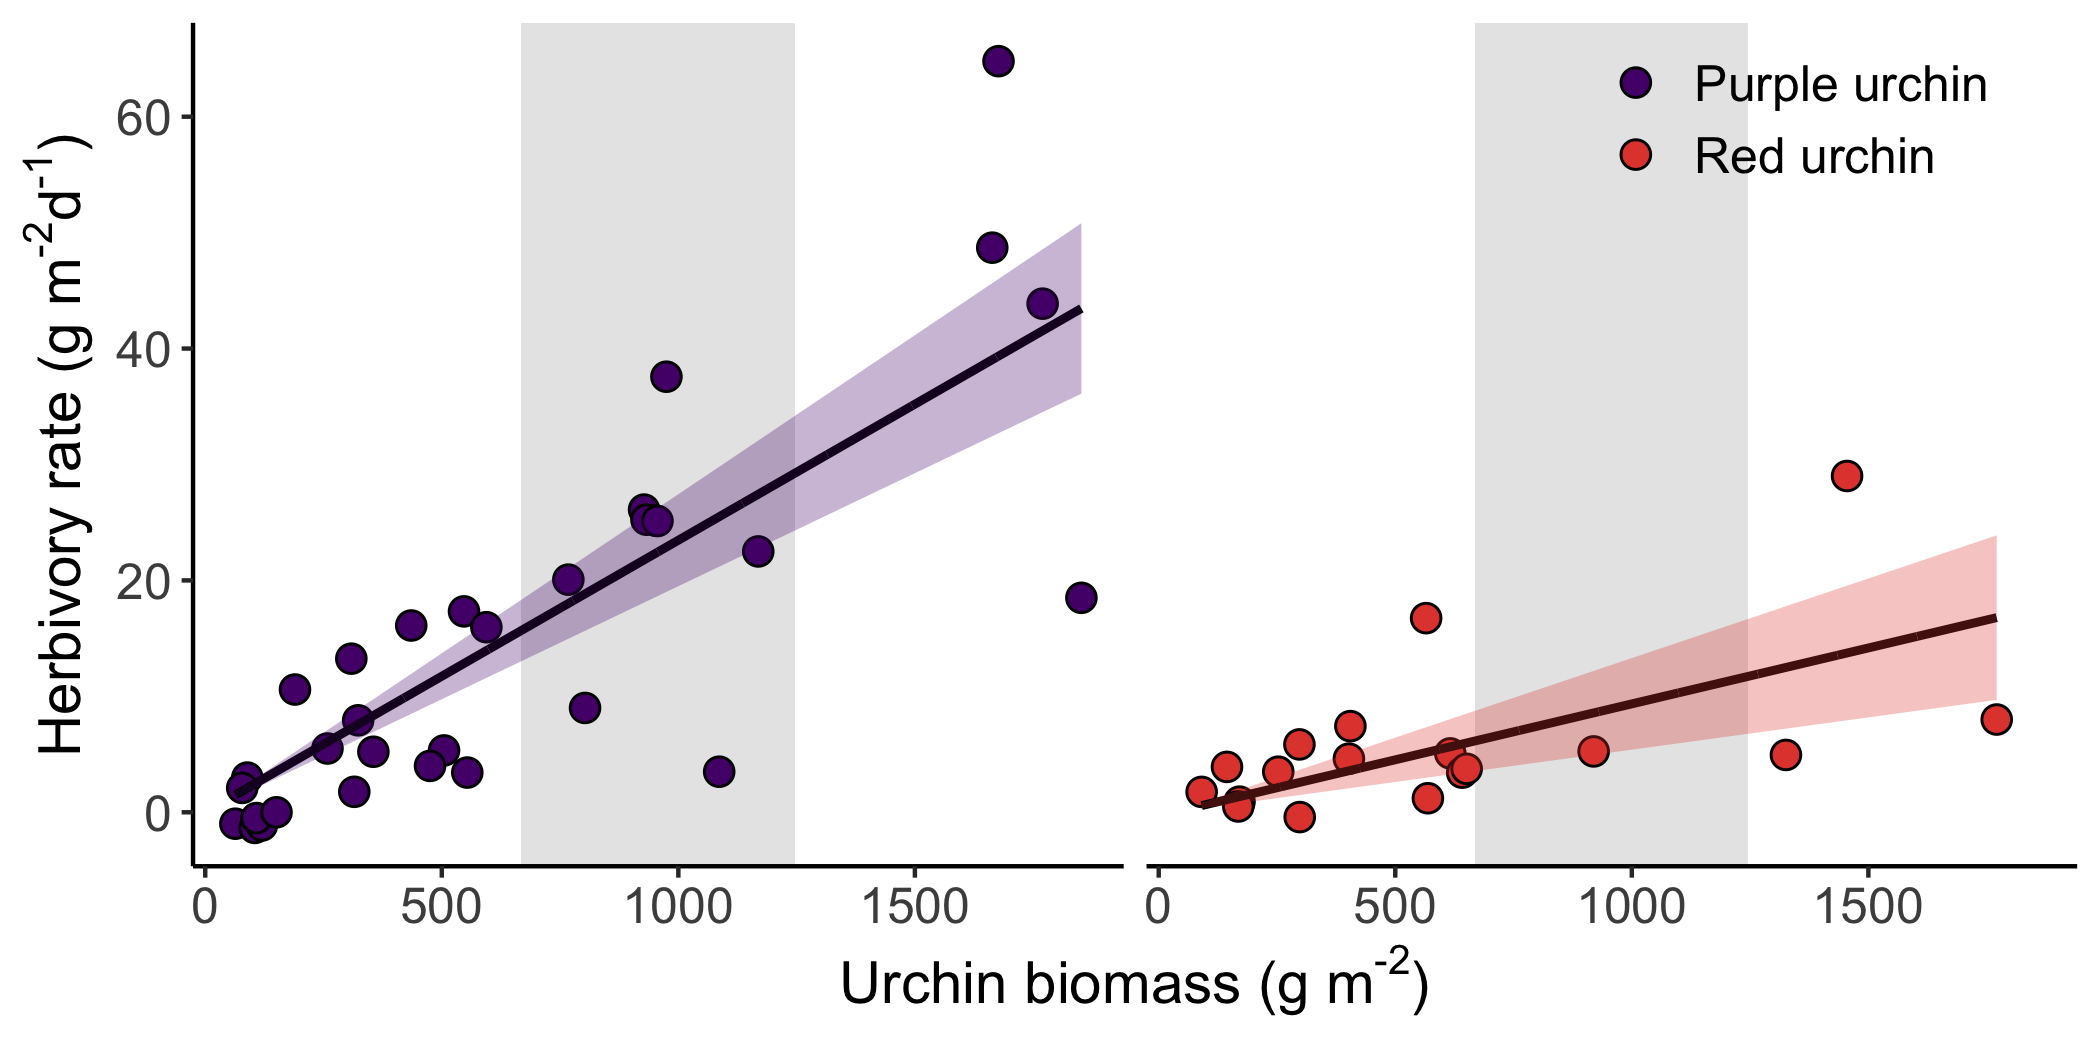 Herbivory rate (g m⁻²d⁻¹)
60
40
20
0
Purple urchin
Red urchin
0 500 1000 1500 0 500 1000 1500
Urchin biomass (g m⁻²)